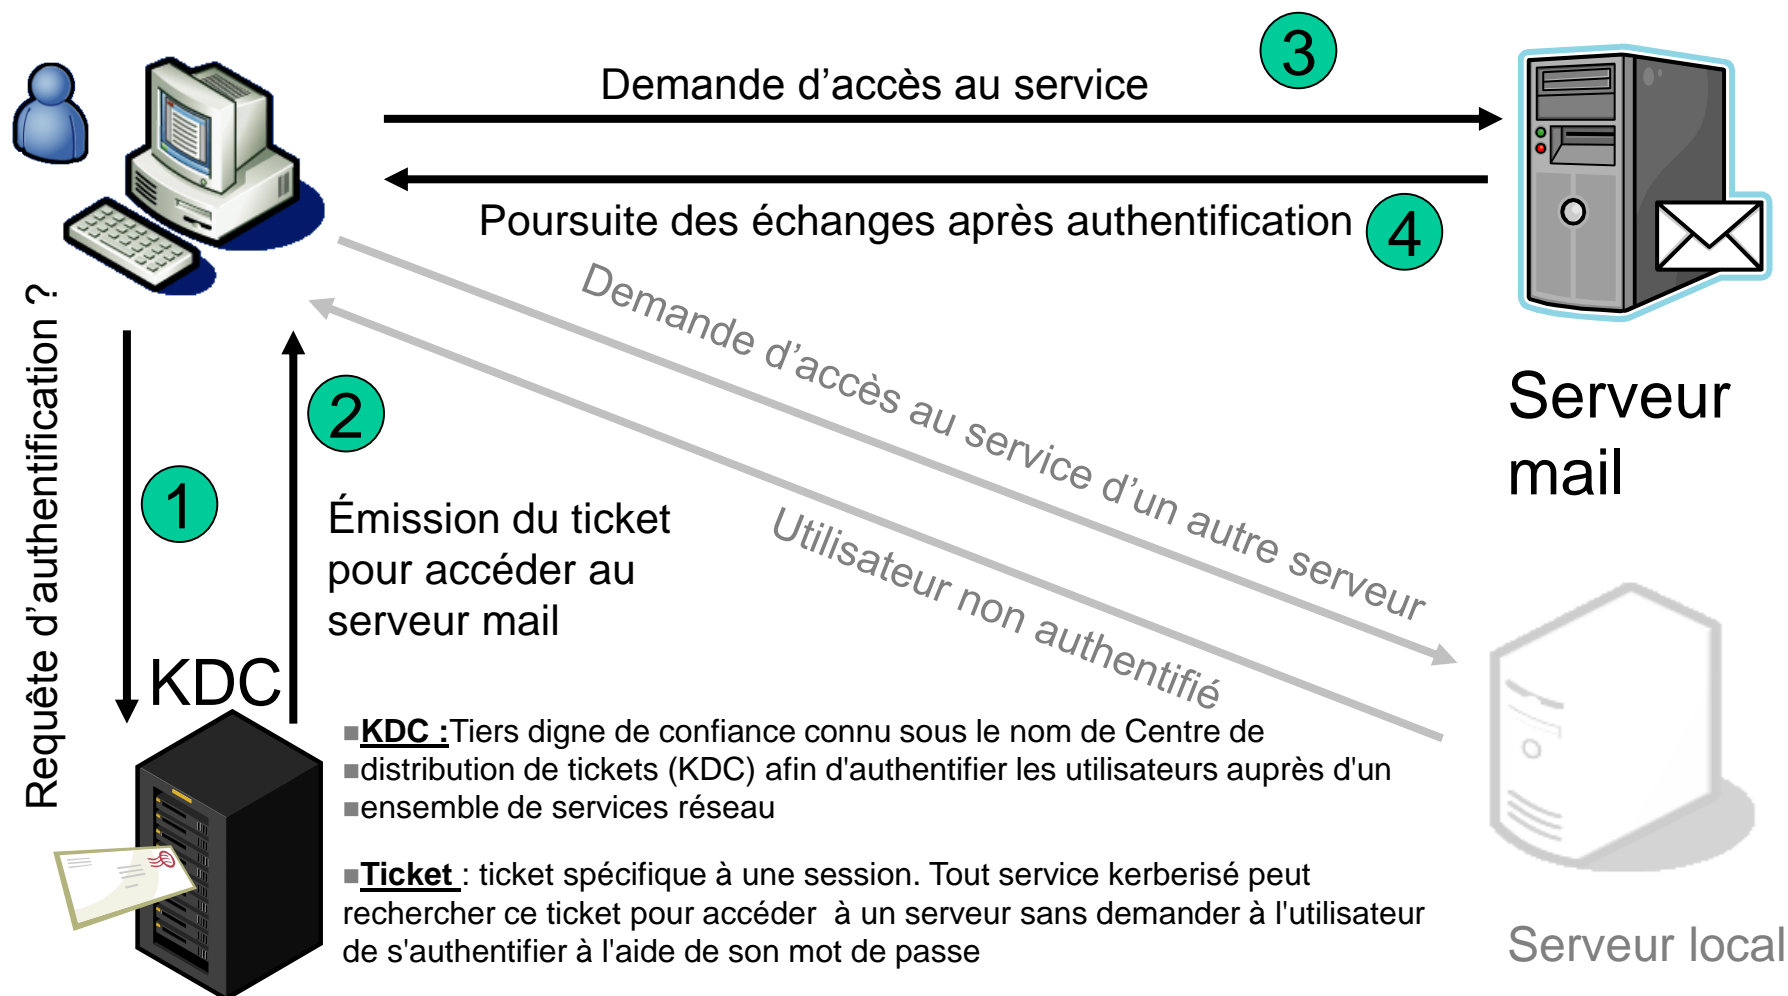 3
Demande d’accès au service
Poursuite des échanges après authentification
4
Demande d’accès au service d’un autre serveur
Utilisateur non authentifié
Serveur
mail
Requête d’authentification ?
1
2
Émission du ticket
pour accéder au
serveur mail
KDC
■KDC :Tiers digne de confiance connu sous le nom de Centre de
■distribution de tickets (KDC) afin d'authentifier les utilisateurs auprès d'un
■ensemble de services réseau
■Ticket : ticket spécifique à une session. Tout service kerberisé peut
rechercher ce ticket pour accéder  à un serveur sans demander à l'utilisateur
de s'authentifier à l'aide de son mot de passe
Serveur local